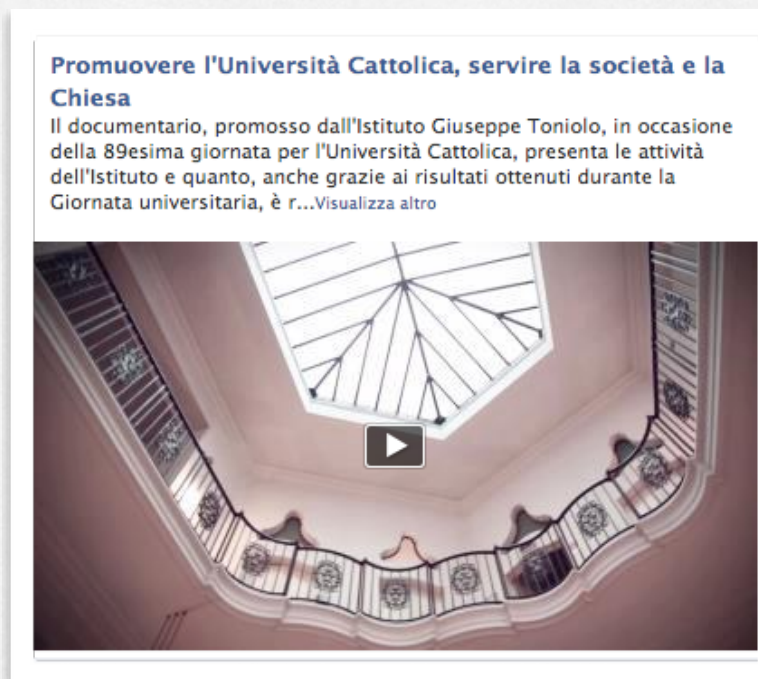 Promuovere l'Università Cattolica, servire la società e la
Chiesa
Il documentario, promosso dall'Istituto Giuseppe Toniolo, in occasione
della 89esima giornata per l'Università Cattolica, presenta le attività
dell'Istituto e quanto, anche grazie ai risultati ottenuti durante la
Giornata universitaria, è r...Visualizza altro